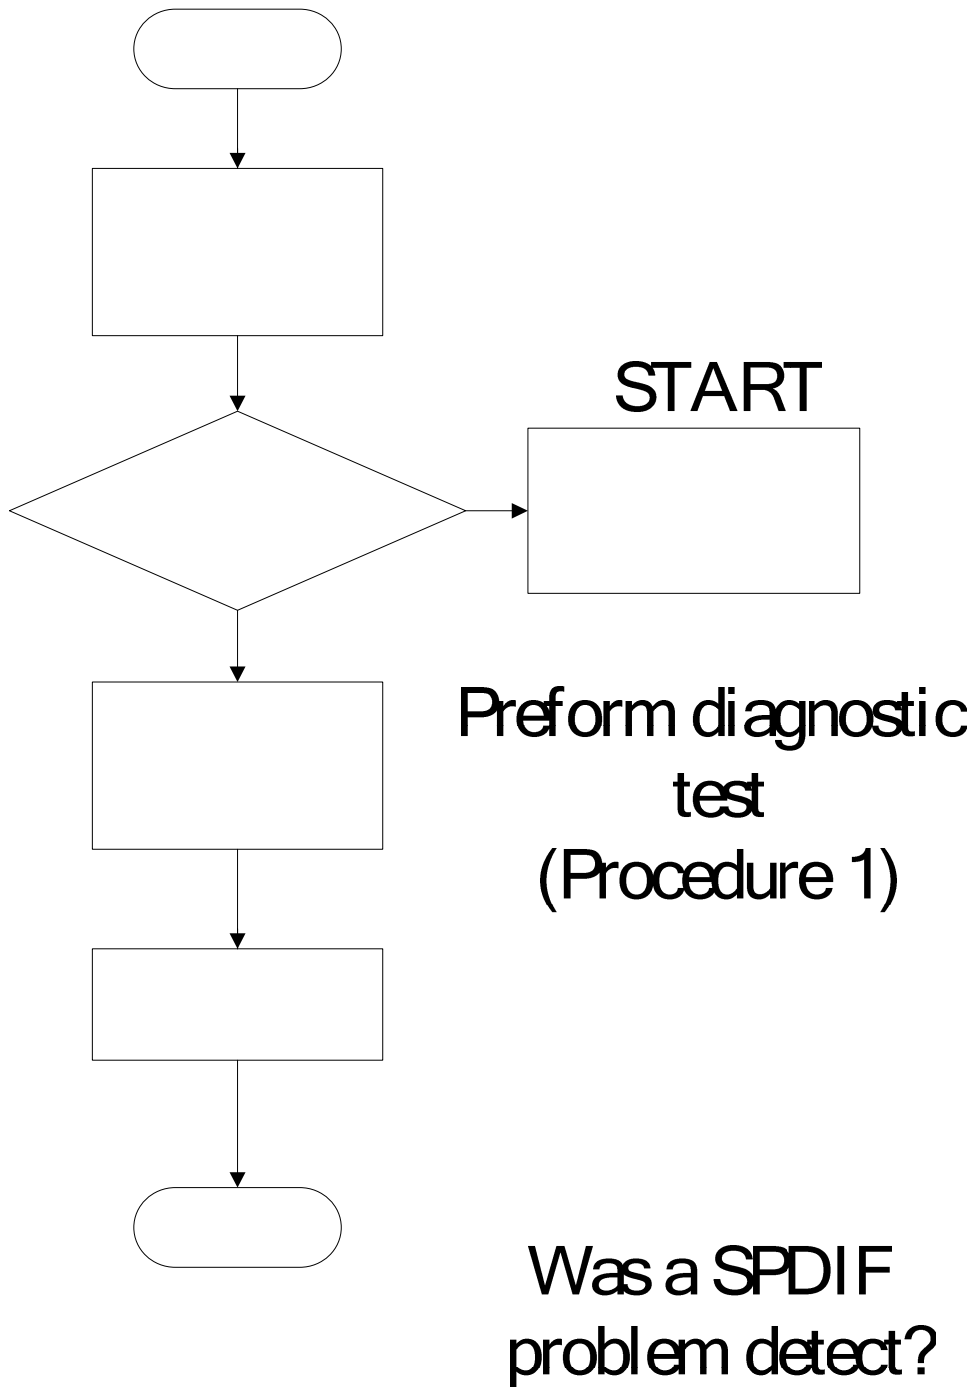 START
Preform diagnostic
test
(Procedure 1)
Was a SPDIF
problem detect?